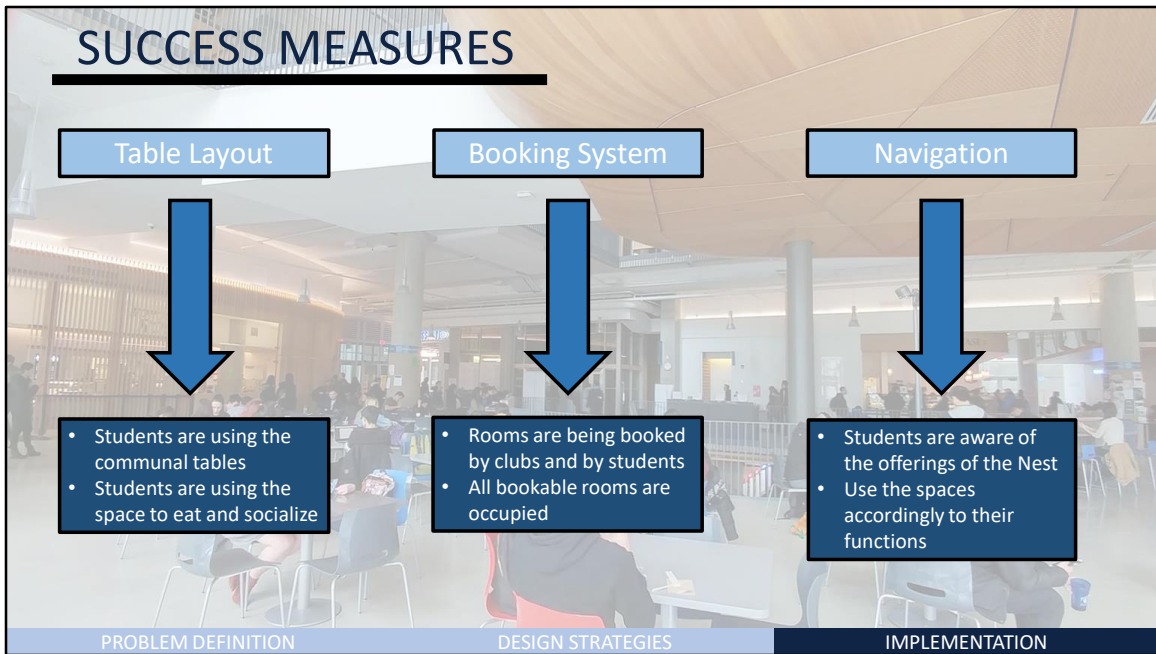 SUCCESS MEASURES
Table Layout
• Students are using the
communal tables
• Students are using the
space to eat and socialize
Booking System
• Rooms are being booked
by clubs and by students
• All bookable rooms are
occupied
Navigation
• Students are aware of
the offerings of the Nest
• Use the spaces
accordingly to their
functions
PROBLEM DEFINITION
DESIGN STRATEGIES
IMPLEMENTATION